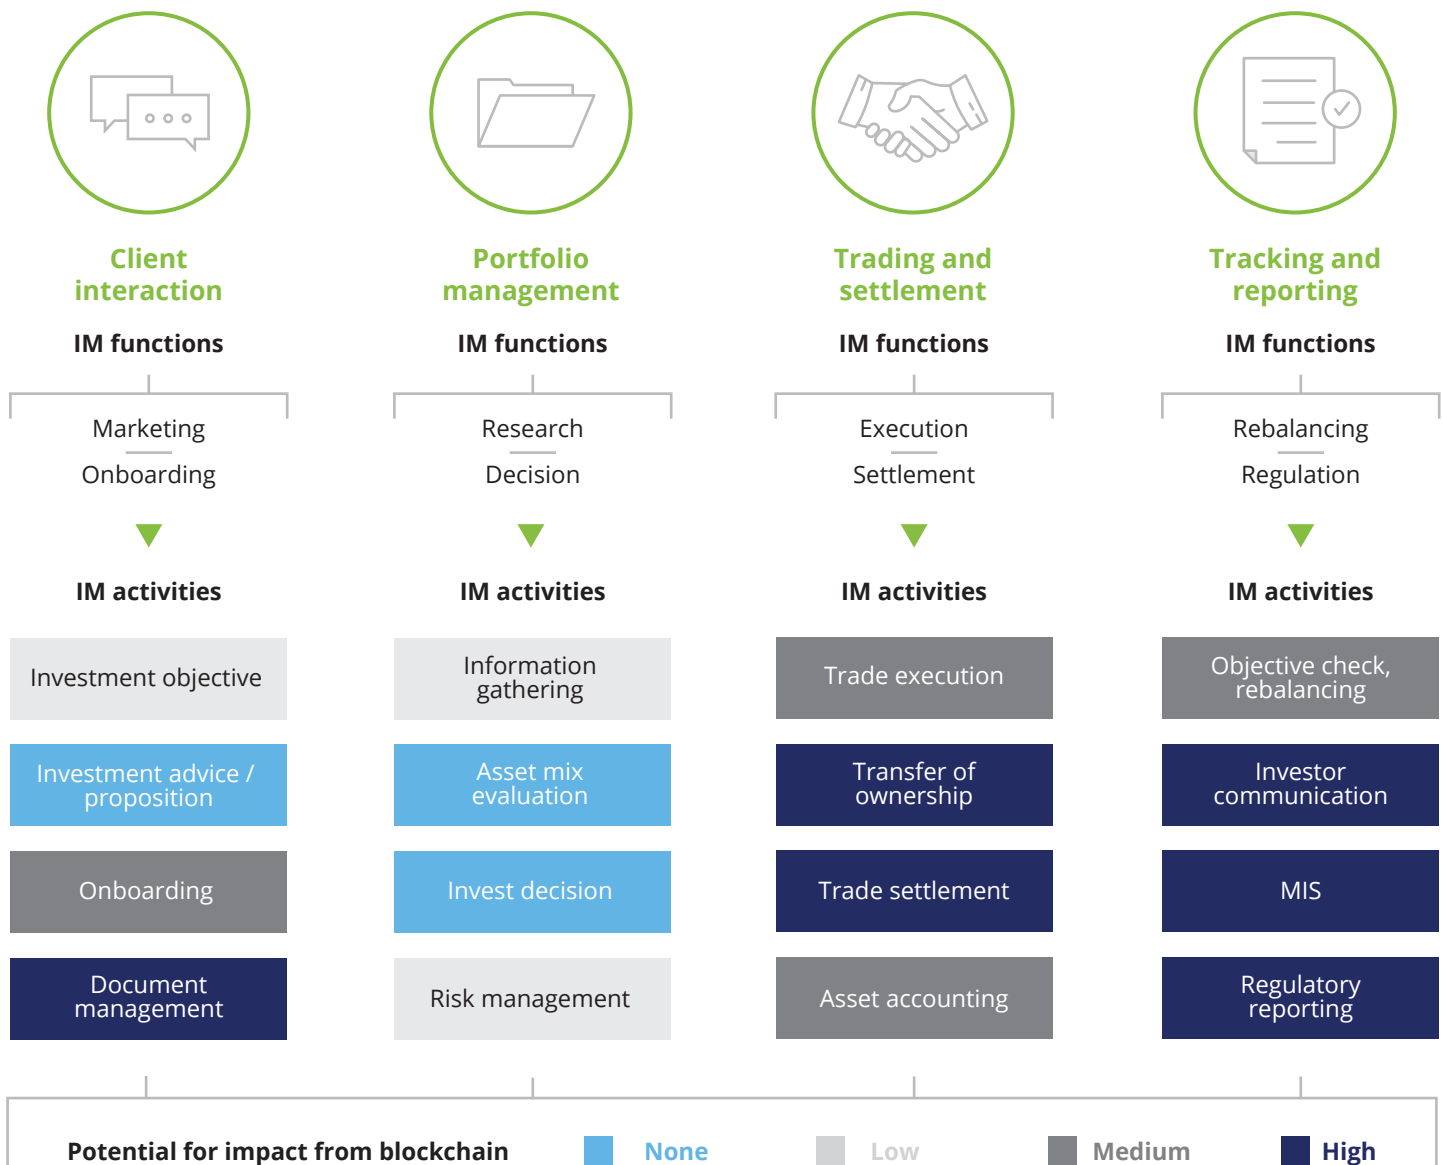 Client
interaction
IM functions
Marketing
Onboarding
IM activities
Investment objective
Investment advice /
proposition
Onboarding
Document
management
Portfolio
management
IM functions
Research
Decision
IM activities
Information
gathering
Asset mix
evaluation
Invest decision
Risk management
Trading and
settlement
IM functions
Execution
Settlement
IM activities
Trade execution
Transfer of
ownership
Trade settlement
Asset accounting
Tracking and
reporting
IM functions
Rebalancing
Regulation
IM activities
Objective check,
rebalancing
Investor
communication
MIS
Regulatory
reporting
Potential for impact from blockchain None Low Medium High